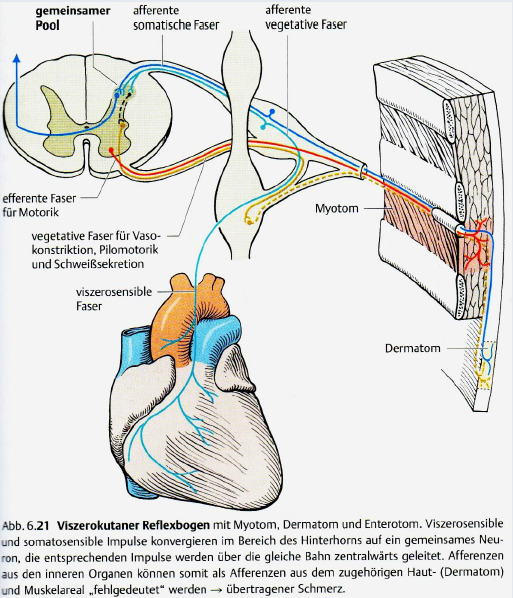 gemeinsamer
Pool
afferente
somatische Faser
afferente
vegetative Faser
efferente Faser
für Motorik
vegetative Faser für Vaso-
konstriktion, Pilomotorik
und Schweißsekretion
Myotom
viszerosensible
Faser
Dermatom
Abb. 6.21 Viszerokutaner Reflexbogen mit Myotom, Dermatom und Enterotom. Viszerosensible
und somatosensible Impulse konvergieren im Bereich des Hinterhorns auf ein gemeinsames Neu-
ron, die entsprechenden Impulse werden über die gleiche Bahn zentralwärts geleitet. Afferenzen
aus den inneren Organen können somit als Afferenzen aus dem zugehörigen Haut- (Dermatom)
und Muskelareal „fehlgedeutet“ werden → übertragener Schmerz.